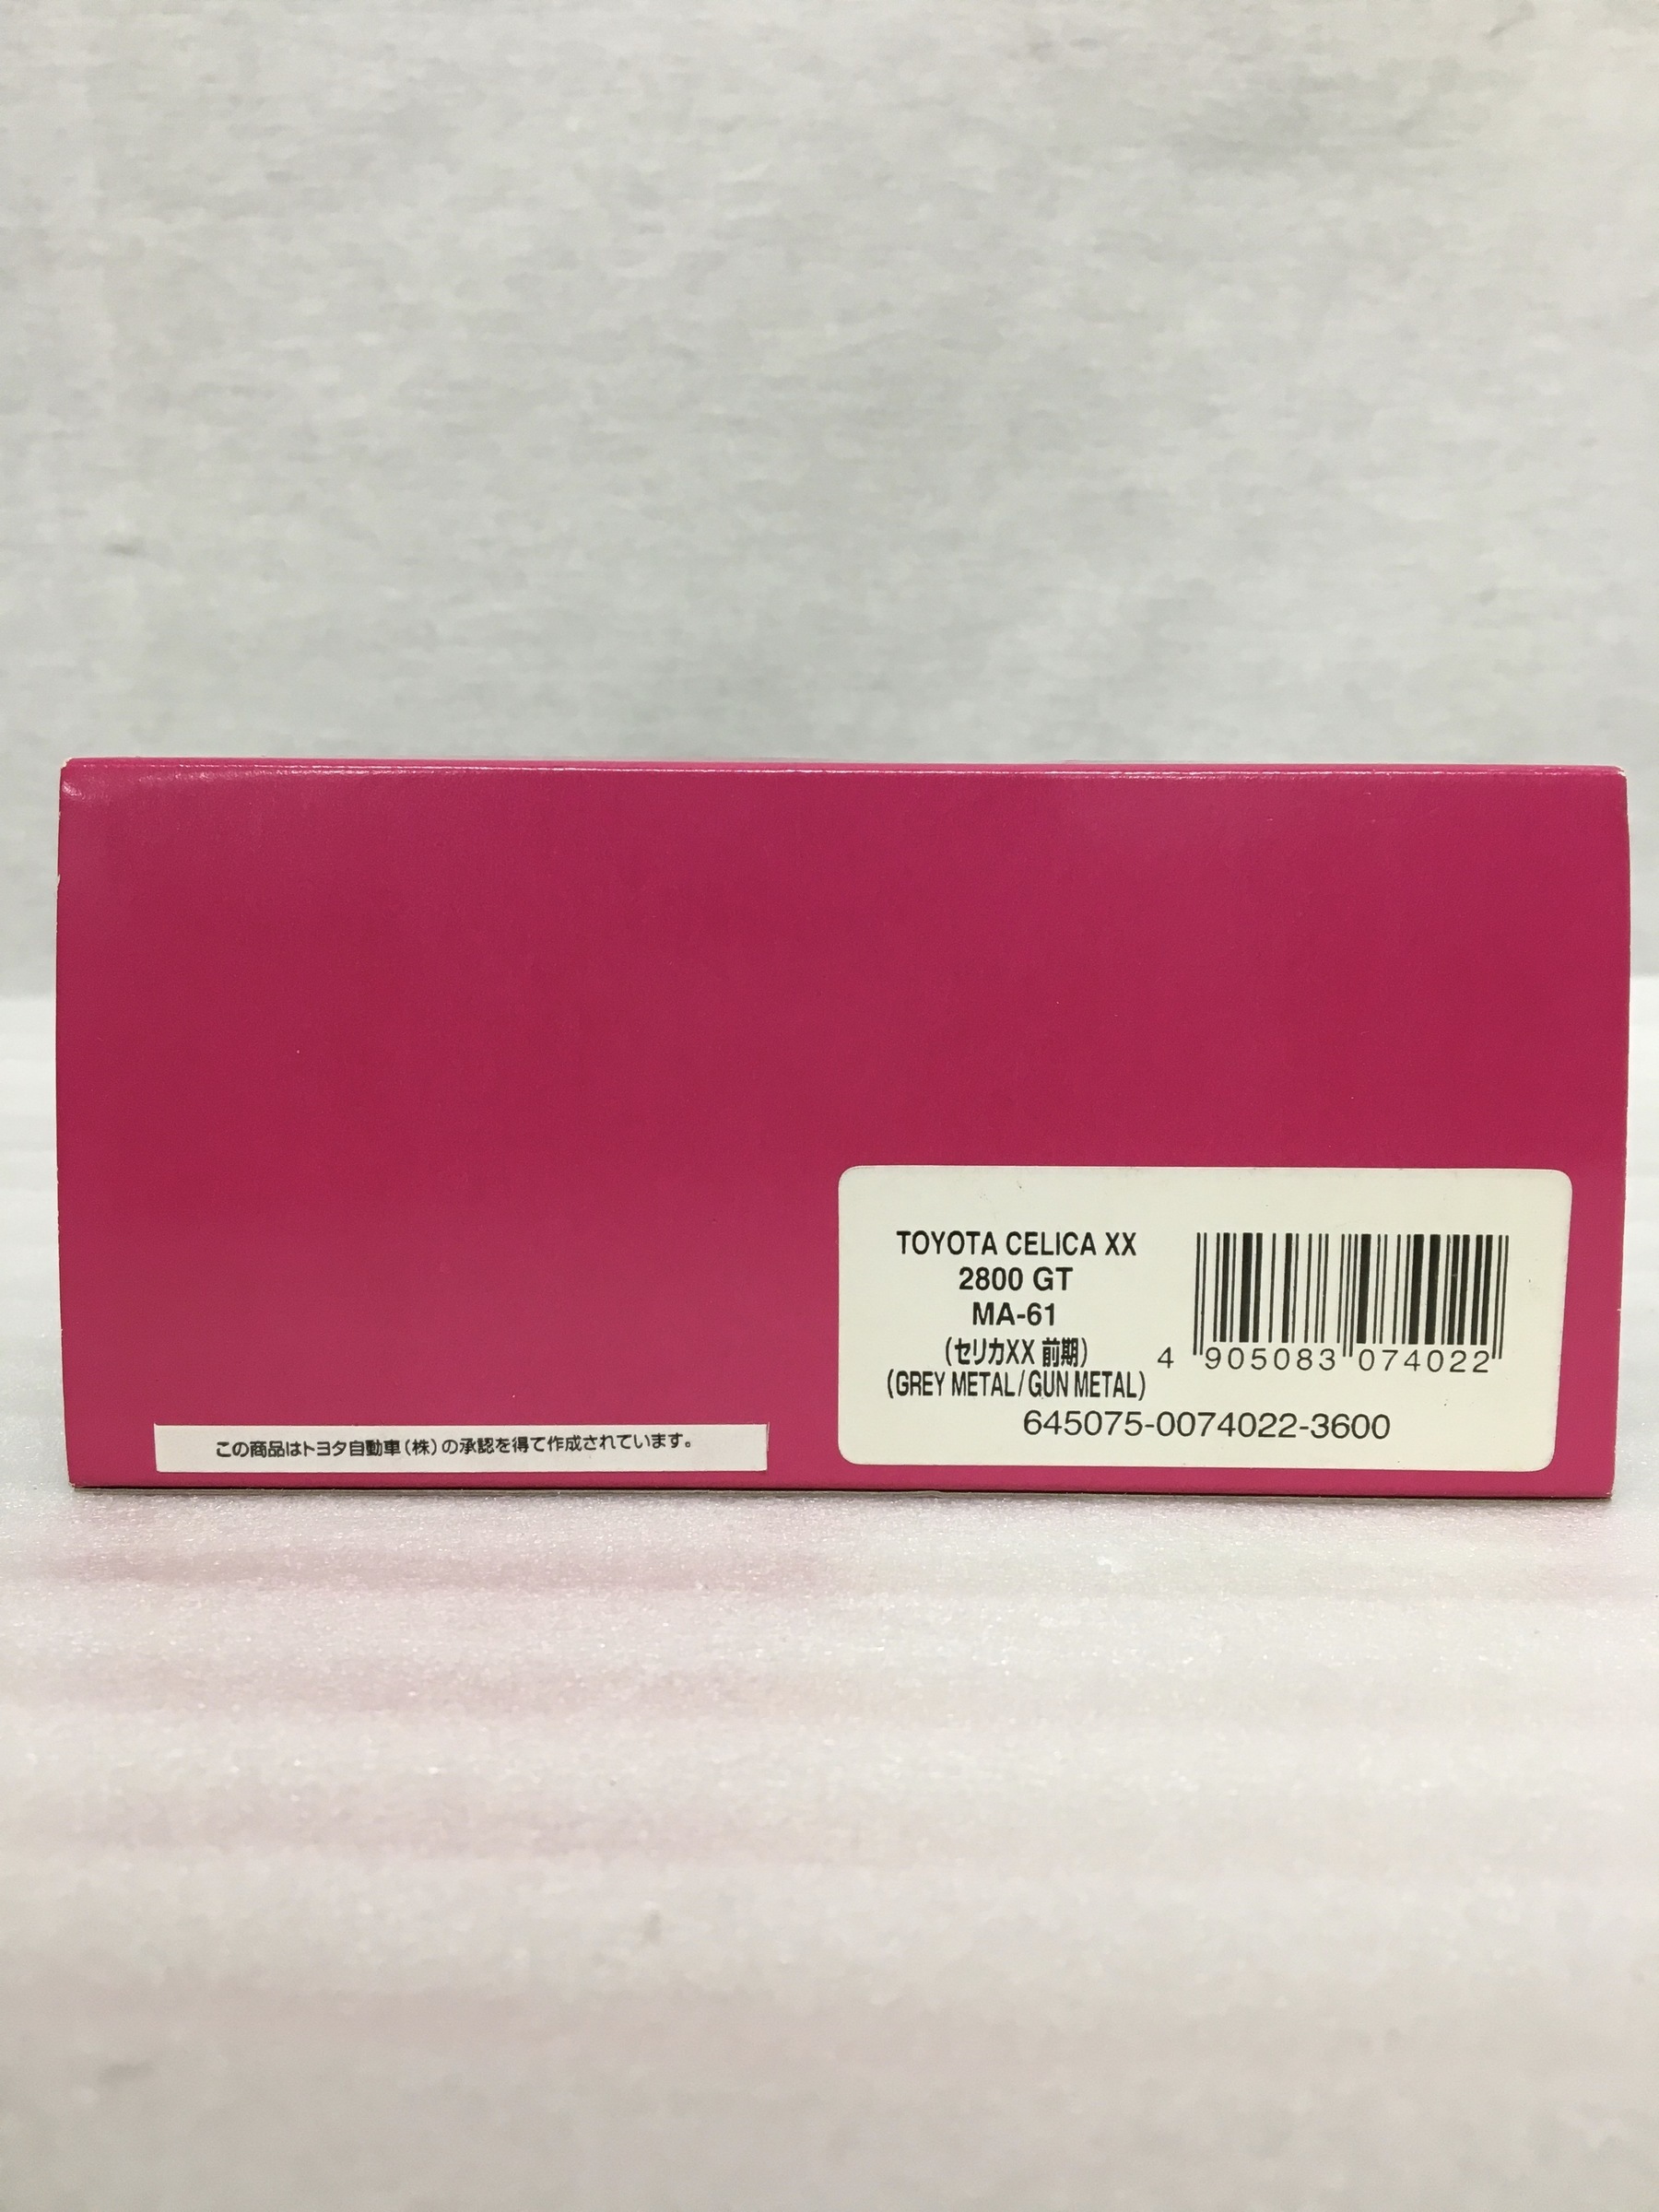 TOYOTA CELICA XX
2800 GT
MA-61
(セリカXX 前期)
(GREY METAL/GUN METAL)
4 905083 074022
645075-0074022-3600
この商品はトヨタ自動車(株)の承認を得て作成されています。